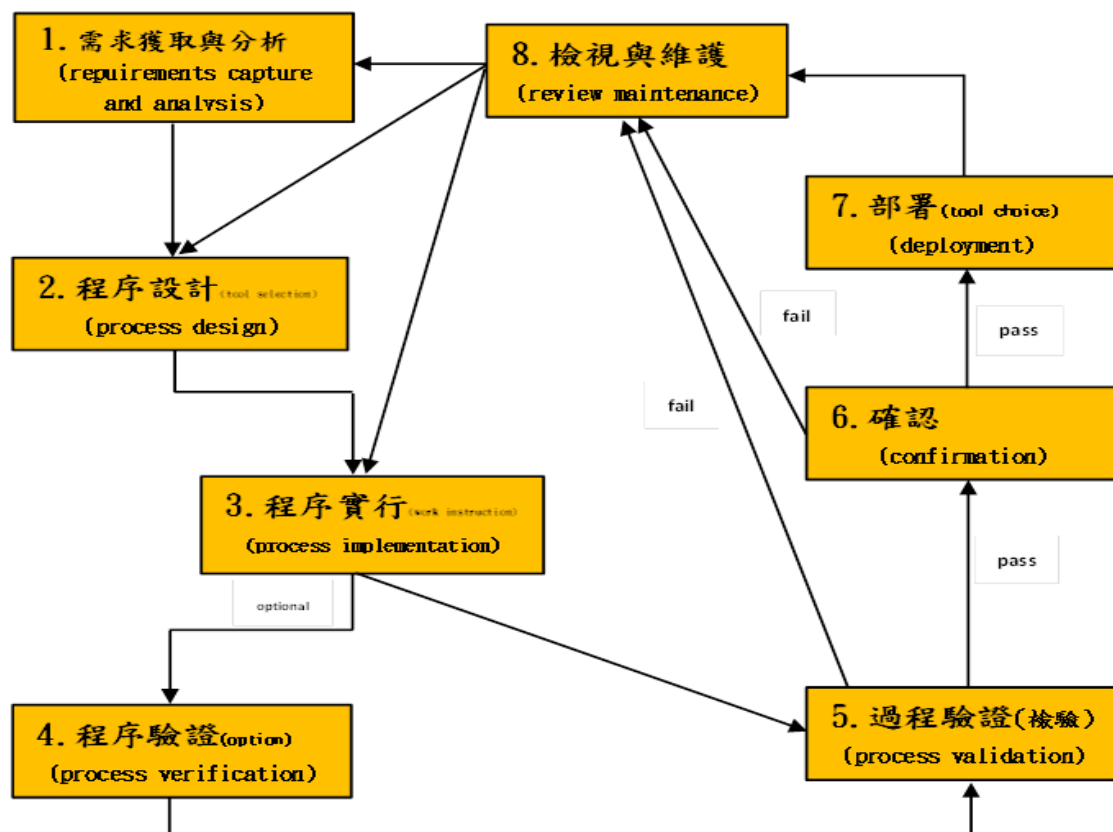 1. 需求獲取與分析
(repuirements capture
and analysis)
8. 檢視與維護
(review maintenance)
7. 部署(tool choice)
(deployment)
2. 程序設計(tool selection)
(process design)
fail
pass
fail
6. 確認
(confirmation)
3. 程序實行(work instruction)
(process implementation)
pass
optional
4. 程序驗證(option)
(process verification)
5. 過程驗證(檢驗)
(process validation)